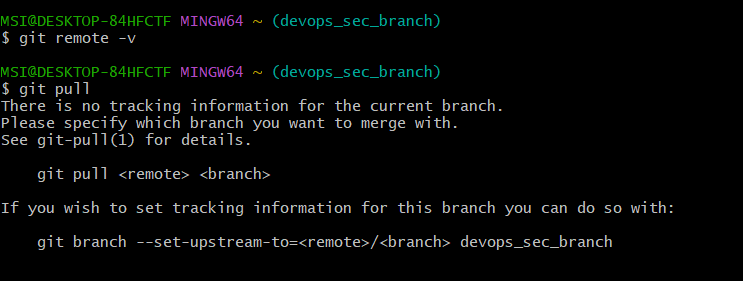 MSI@DESKTOP-84HFCTF MINGW64 ~ (devops_sec_branch)
$ git remote -v
MSI@DESKTOP-84HFCTF MINGW64 ~ (devops_sec_branch)
$ git pull
There is no tracking information for the current branch.
Please specify which branch you want to merge with.
See git-pull(1) for details.
git pull <remote> <branch>
If you wish to set tracking information for this branch you can do so with:
git branch --set-upstream-to=<remote>/<branch> devops_sec_branch